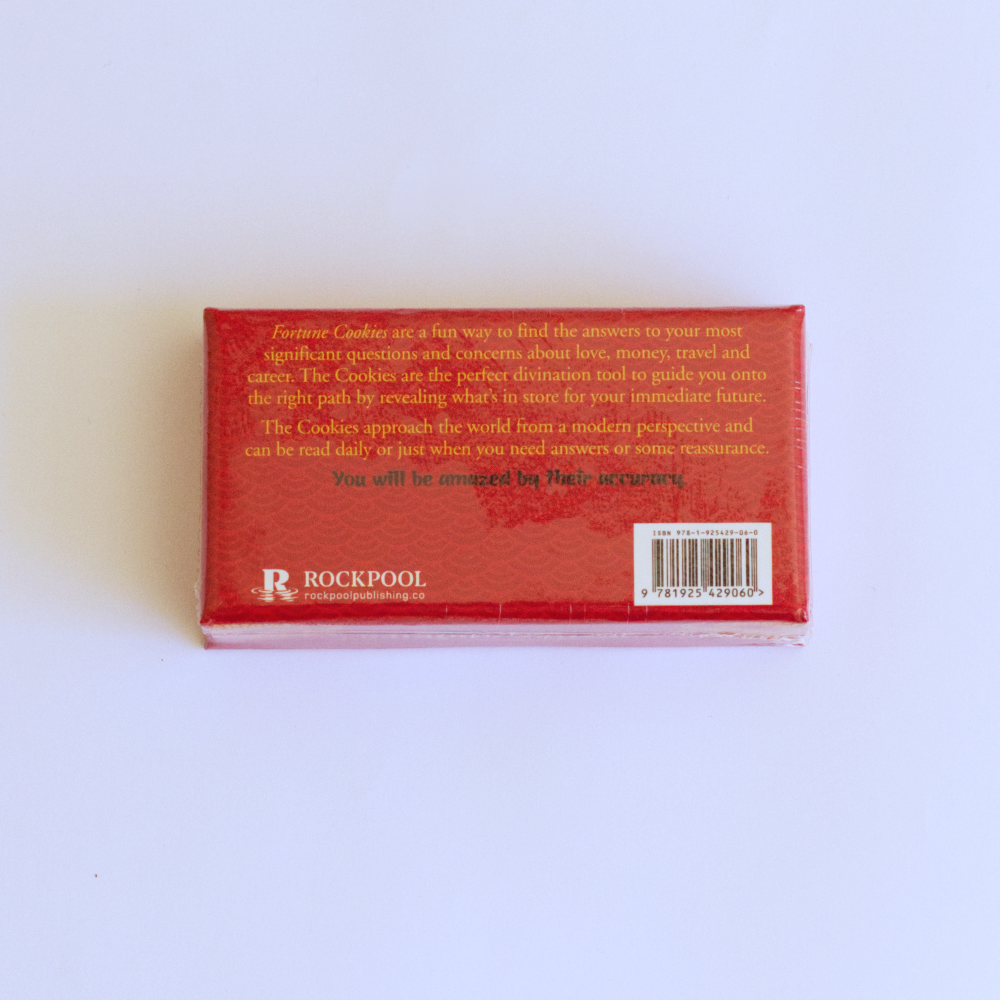 Fortune Cookies are a fun way to find the answers to your most
significant questions and concerns about love, money, travel and
career. The Cookies are the perfect divination tool to guide you onto
the right path by revealing what's in store for your immediate future.
The Cookies approach the world from a modern perspective and
can be read daily or just when you need answers or some reassurance.
You will be amazed by their accuracy.
ISBN 978-1-925429-06-0
9 781925 429060 >
R ROCKPOOL
rockpoolpublishing.co